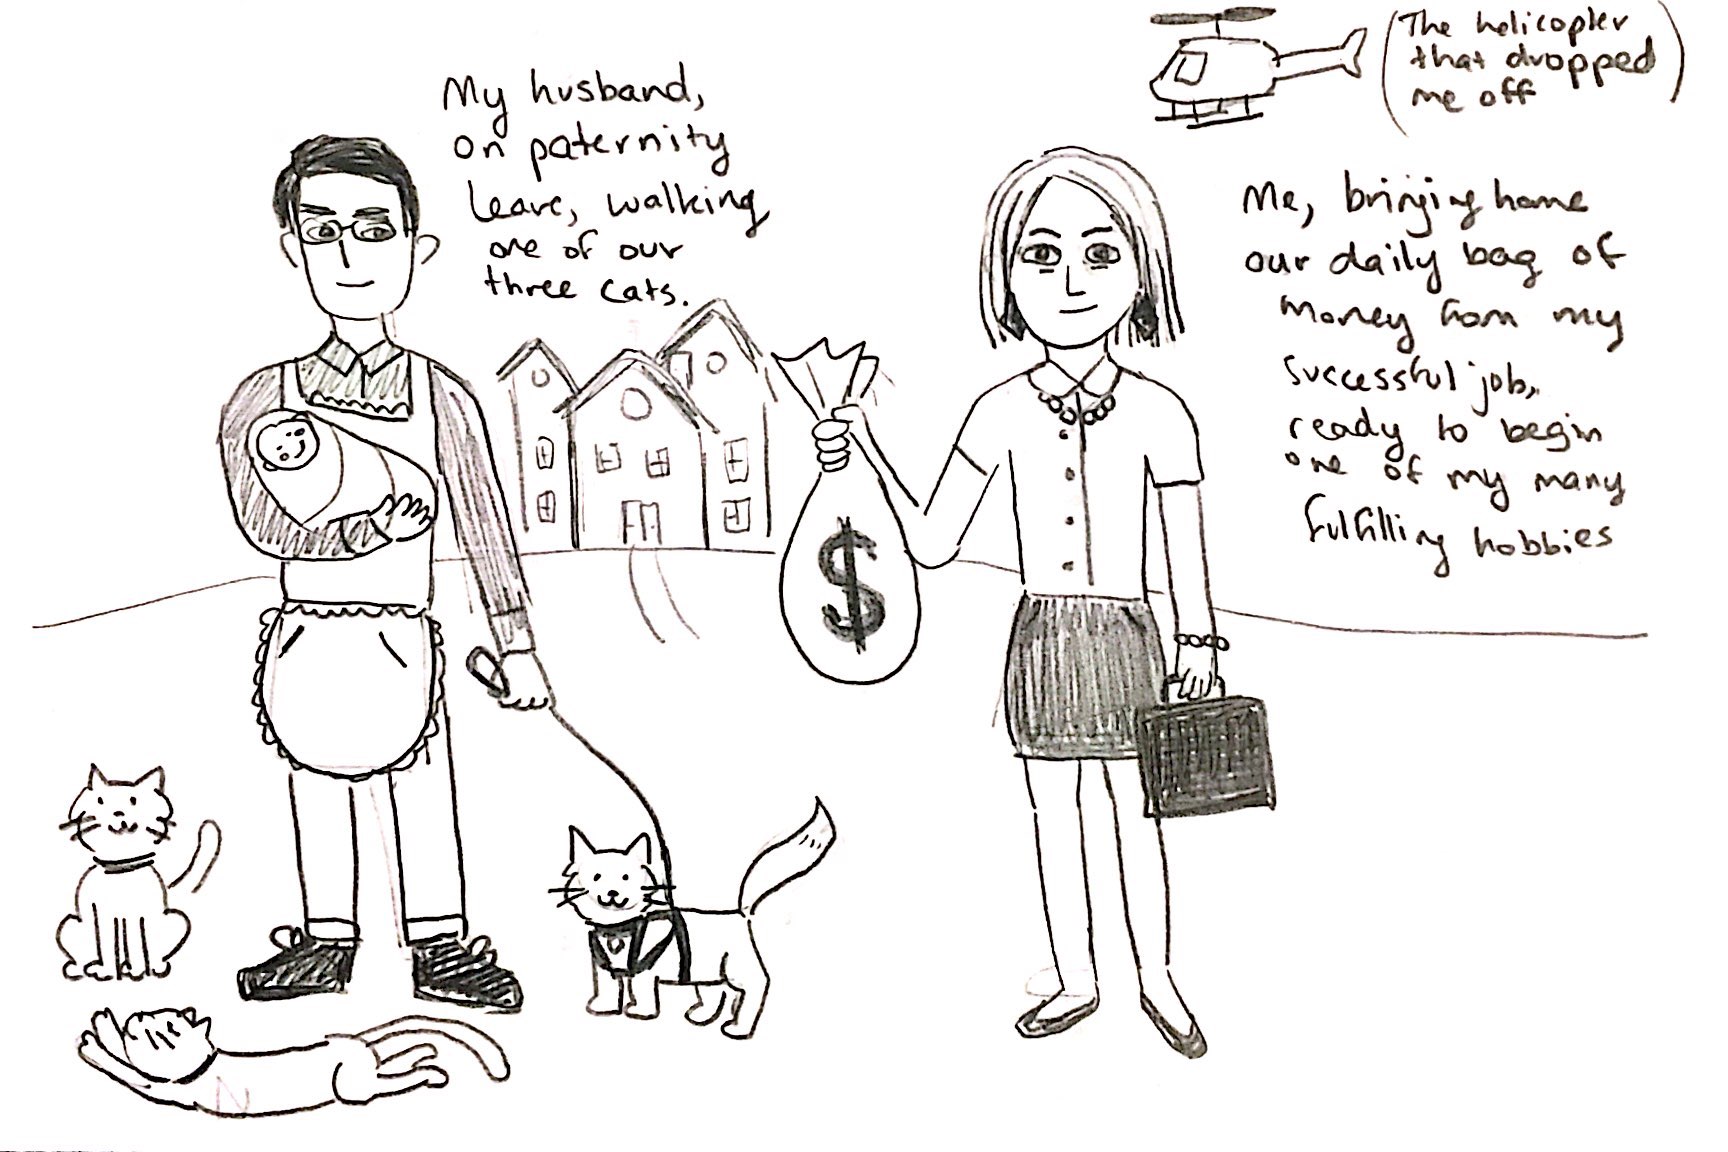 My husband,
on paternity
leave, walking
one of our
three cats.
(The helicopter
that dropped
me off)
Me, bringing home
our daily bag of
money from my
successful job,
ready to begin
one of my many
fulfilling hobbies
$